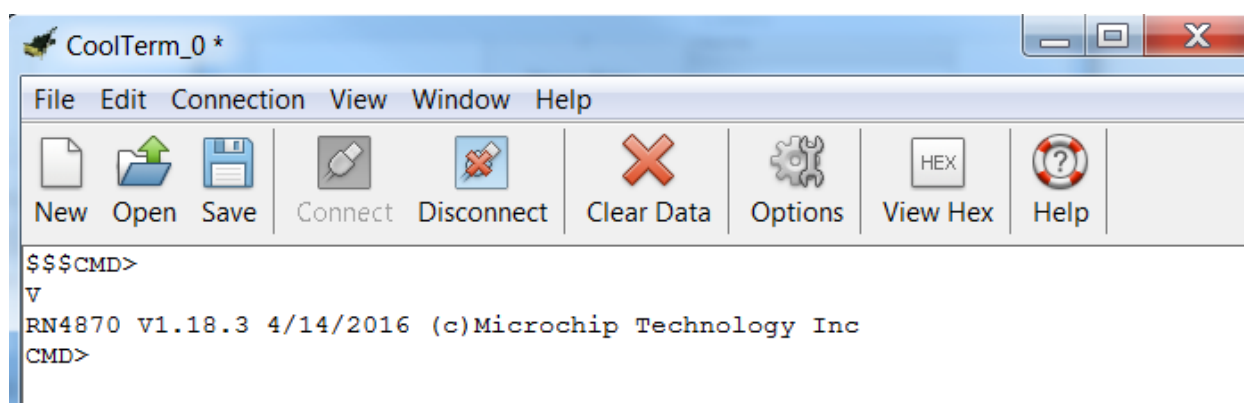 CoolTerm_0 *
X
File Edit Connection View Window Help
HEX
?
New Open Save Connect Disconnect Clear Data Options View Hex Help
$$$CMD>
V
RN4870 V1.18.3 4/14/2016 (c)Microchip Technology Inc
CMD>